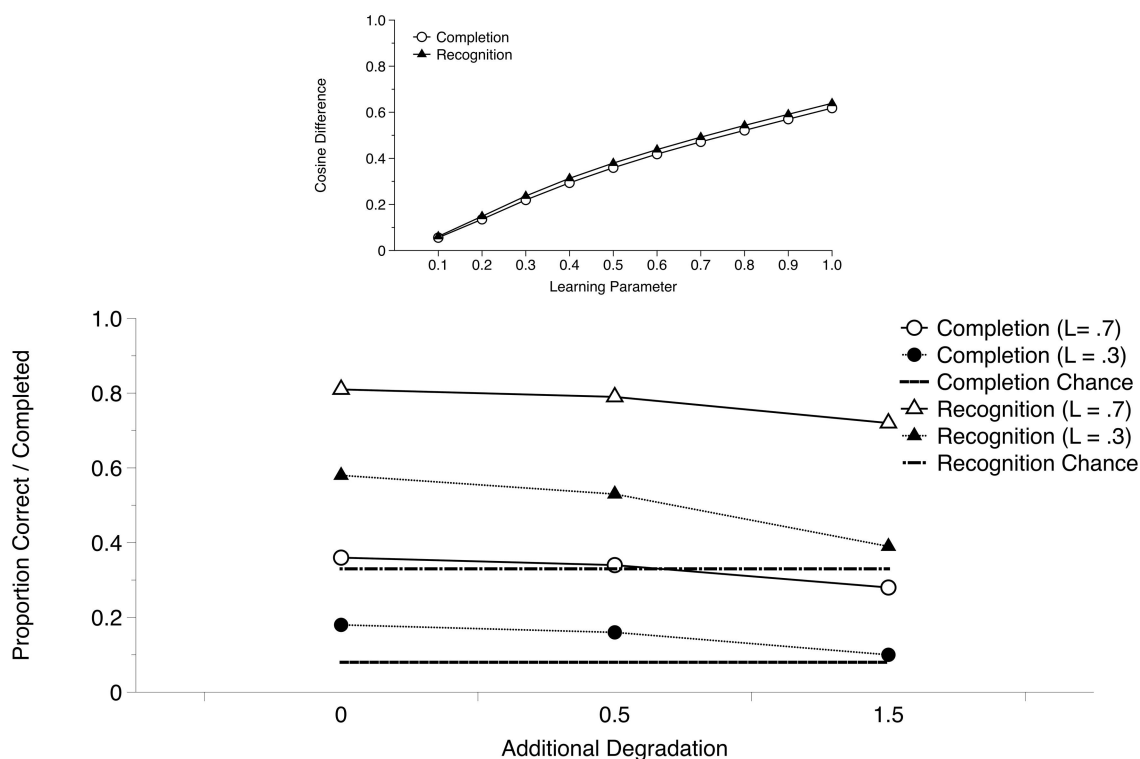 1.0
Completion
Recognition
0.8
0.6
0.4
0.2
0
Cosine Difference
0.1 0.2 0.3 0.4 0.5 0.6 0.7 0.8 0.9 1.0
Learning Parameter
1.0
0.8
0.6
0.4
0.2
0
Proportion Correct / Completed
Completion (L= .7)
Completion (L = .3)
Completion Chance
Recognition (L = .7)
Recognition (L = .3)
Recognition Chance
0 0.5 1.5
Additional Degradation